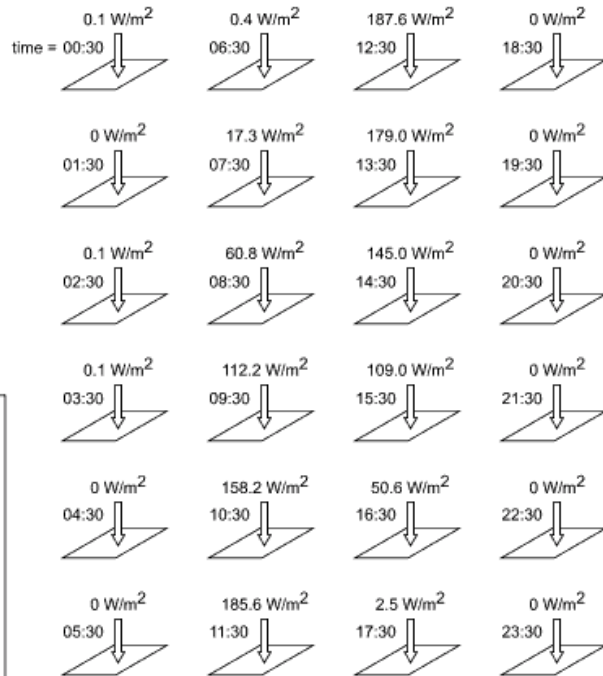 0.1 W/m² 0.4 W/m² 187.6 W/m² 0 W/m²
time = 00:30 06:30 12:30 18:30
0 W/m² 17.3 W/m² 179.0 W/m² 0 W/m²
01:30 07:30 13:30 19:30
0.1 W/m² 60.8 W/m² 145.0 W/m² 0 W/m²
02:30 08:30 14:30 20:30
0.1 W/m² 112.2 W/m² 109.0 W/m² 0 W/m²
03:30 09:30 15:30 21:30
0 W/m² 158.2 W/m² 50.6 W/m² 0 W/m²
04:30 10:30 16:30 22:30
0 W/m² 185.6 W/m² 2.5 W/m² 0 W/m²
05:30 11:30 17:30 23:30